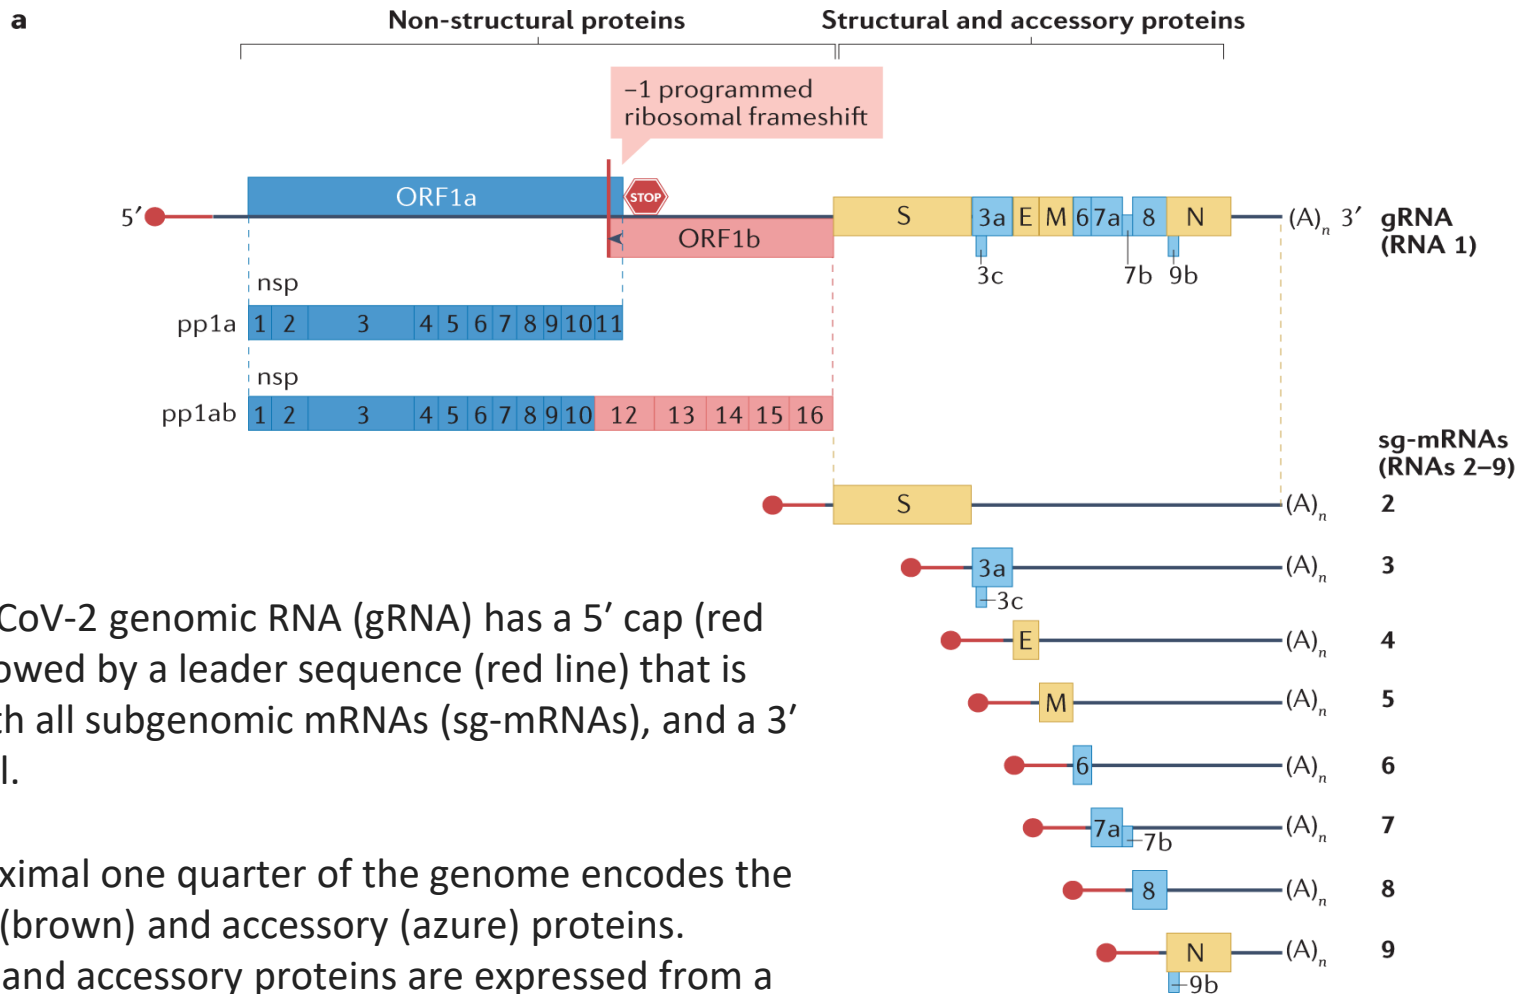 a
Non-structural proteins
Structural and accessory proteins
–1 programmed
ribosomal frameshift
ORF1a
STOP
5′
ORF1b
S
3a
E
M
6
7a
8
N
(A)n 3′
gRNA
(RNA 1)
3c
7b
9b
nsp
pp1a
1 2 3 4 5 6 7 8 9 10 11
nsp
pp1ab
1 2 3 4 5 6 7 8 9 10 12 13 14 15 16
sg-mRNAs
(RNAs 2–9)
S (A)n 2
3a (A)n 3
3c
E (A)n 4
M (A)n 5
6 (A)n 6
7a (A)n 7
7b
8 (A)n 8
N (A)n 9
9b
CoV-2 genomic RNA (gRNA) has a 5′ cap (red
by a leader sequence (red line) that is
all subgenomic mRNAs (sg-mRNAs), and a 3′
one quarter of the genome encodes the
(brown) and accessory (azure) proteins.
and accessory proteins are expressed from a